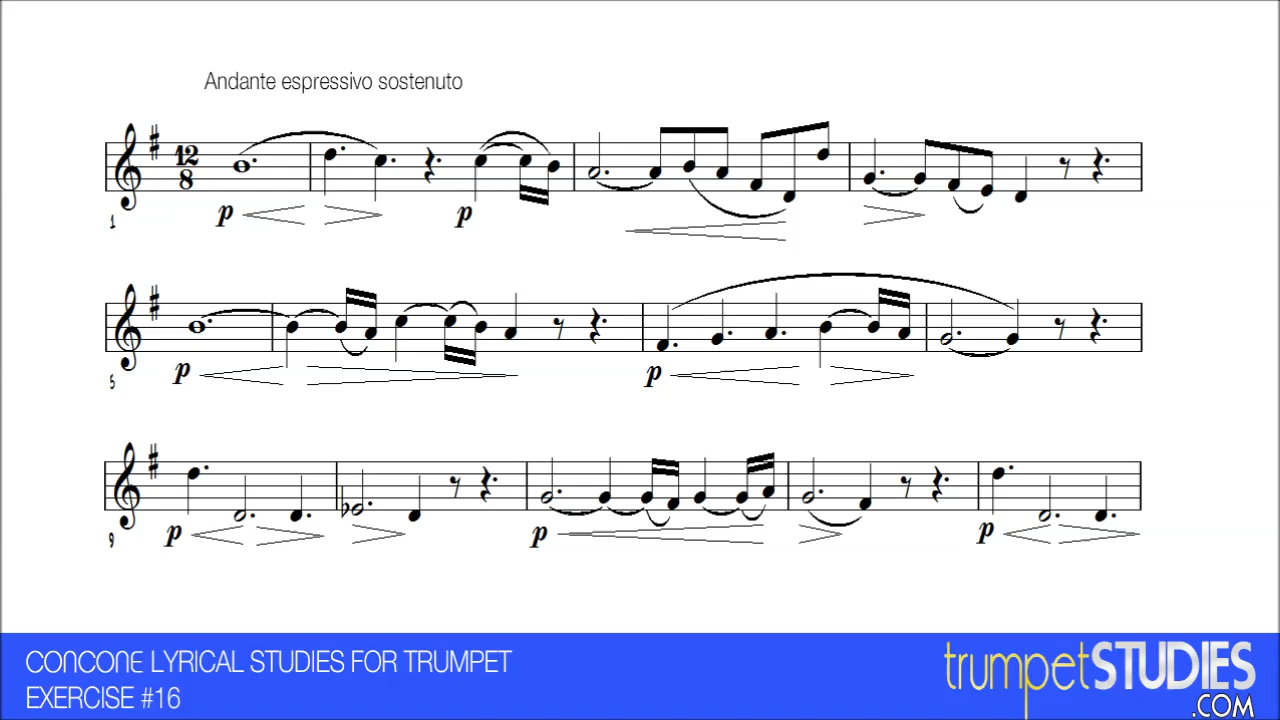 Andante espressivo sostenuto
12
8
p
p
1
p
p
5
p
p
p
9
CONCONE LYRICAL STUDIES FOR TRUMPET
EXERCISE #16
trumpetSTUDIES
.COM